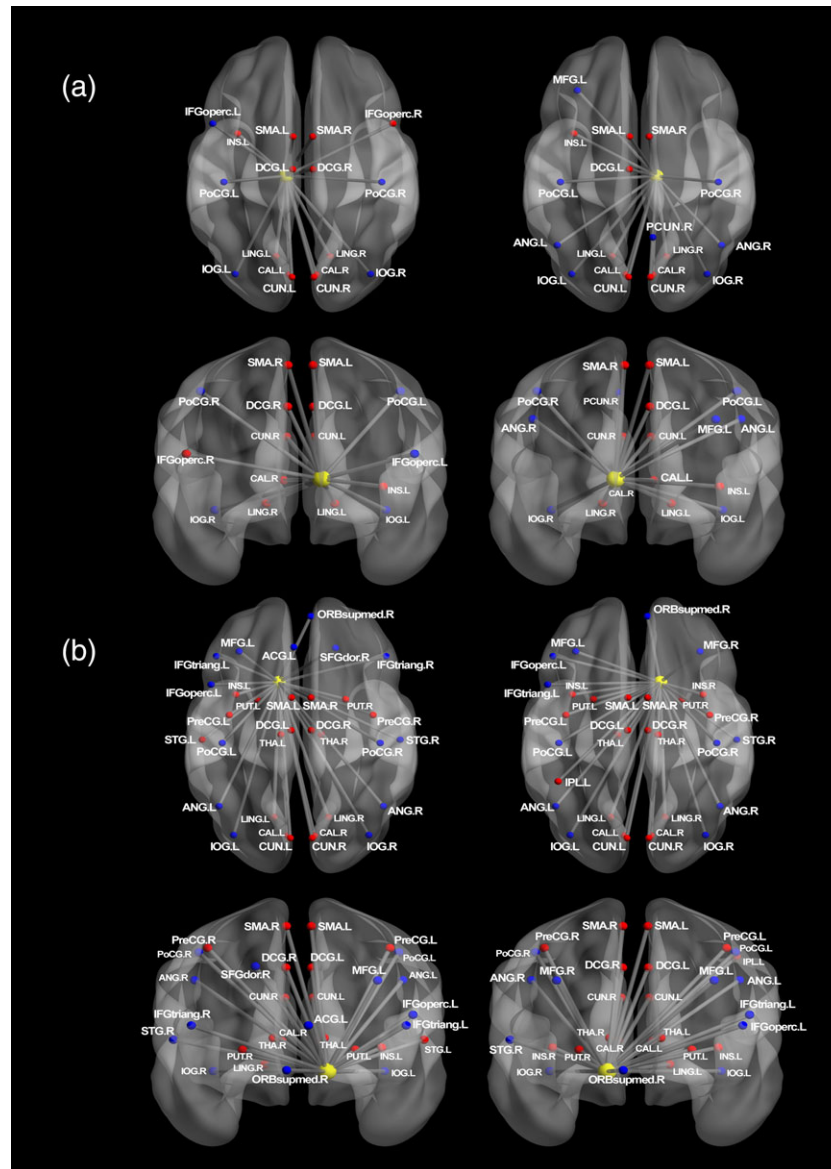 (a)
IFGoperc.L
IFGoperc.R
SMA.L
SMA.R
INS.L
DCG.L
DCG.R
PoCG.L
PoCG.R
LING.L
LING.R
IOG.L
CAL.L
CAL.R
IOG.R
CUN.L
CUN.R
MFG.L
SMA.L
SMA.R
INS.L
DCG.L
PoCG.L
PoCG.R
PCUN.R
ANG.L
ANG.R
LING.L
LING.R
IOG.L
CAL.L
CAL.R
IOG.R
CUN.L
CUN.R
SMA.R
SMA.L
PoCG.R
PoCG.L
DCG.R
DCG.L
CUN.R
CUN.L
IFGoperc.R
IFGoperc.L
CAL.R
INS.L
IOG.R
LING.R
LING.L
IOG.L
SMA.R
SMA.L
PoCG.R
PCUN.R
PoCG.L
DCG.L
ANG.R
MFG.L
ANG.L
CUN.R
CUN.L
CAL.L
CAL.R
INS.L
IOG.R
LING.R
LING.L
IOG.L
(b)
ORBsupmed.R
MFG.L
ACG.L
SFGdor.R
IFGtriang.L
IFGtriang.R
IFGoperc.L
INS.L
PUT.L
SMA.L
SMA.R
PUT.R
PreCG.L
PreCG.R
DCG.L
DCG.R
STG.L
THA.L
THA.R
STG.R
PoCG.L
PoCG.R
ANG.L
ANG.R
LING.L
LING.R
IOG.L
CAL.L
CAL.R
IOG.R
CUN.L
CUN.R
ORBsupmed.R
MFG.L
MFG.R
IFGoperc.L
IFGtriang.L
INS.L
INS.R
PUT.L
SMA.L
SMA.R
PUT.R
PreCG.L
PreCG.R
DCG.L
DCG.R
THA.L
THA.R
STG.R
PoCG.L
PoCG.R
IPL.L
ANG.L
ANG.R
LING.L
LING.R
IOG.L
CAL.L
CAL.R
IOG.R
CUN.L
CUN.R
SMA.R
SMA.L
PreCG.R
PreCG.L
PoCG.R
PoCG.L
DCG.R
DCG.L
SFGdor.R
MFG.L
ANG.R
ANG.L
CUN.R
CUN.L
IFGtriang.R
IFGoperc.L
ACG.L
IFGtriang.L
STG.R
CAL.R
THA.R
THA.L
STG.L
PUT.R
PUT.L
INS.L
LING.R
IOG.R
ORBsupmed.R
IOG.L
SMA.R
SMA.L
PreCG.R
PreCG.L
PoCG.R
PoCG.L
IPL.L
DCG.R
DCG.L
ANG.R
MFG.R
MFG.L
ANG.L
CUN.R
CUN.L
IFGtriang.L
IFGoperc.L
STG.R
THA.R
THA.L
CAL.R
CAL.L
INS.R
PUT.R
PUT.L
INS.L
IOG.R
LING.L
IOG.L
ORBsupmed.R